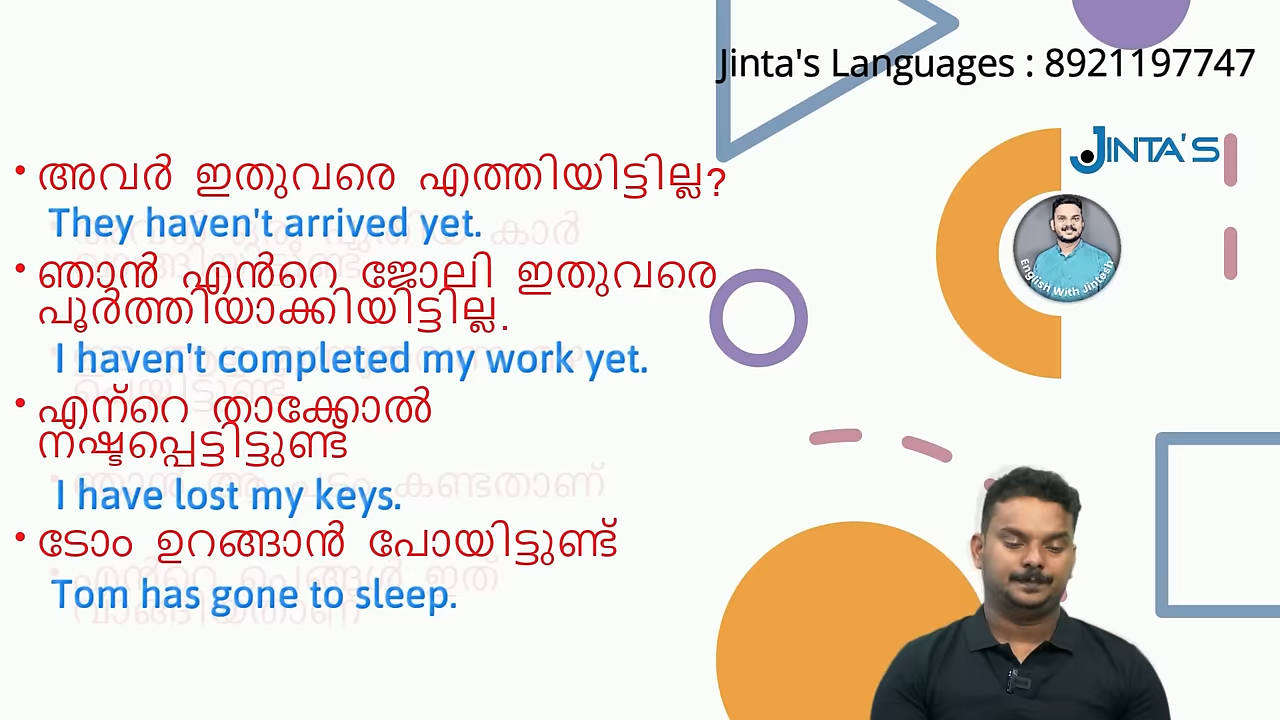 Jinta's Languages : 8921197747
JINTA'S
English With Jintesh
• അവർ ഇതുവരെ എത്തിയിട്ടില്ല?
They haven't arrived yet.
• ഞാൻ എൻറെ ജോലി ഇതുവരെ
പൂർത്തിയാക്കിയിട്ടില്ല.
I haven't completed my work yet.
• എന്റെ താക്കോൽ
നഷ്ടപ്പെട്ടിട്ടുണ്ട്
I have lost my keys.
• ടോം ഉറങ്ങാൻ പോയിട്ടുണ്ട്
Tom has gone to sleep.